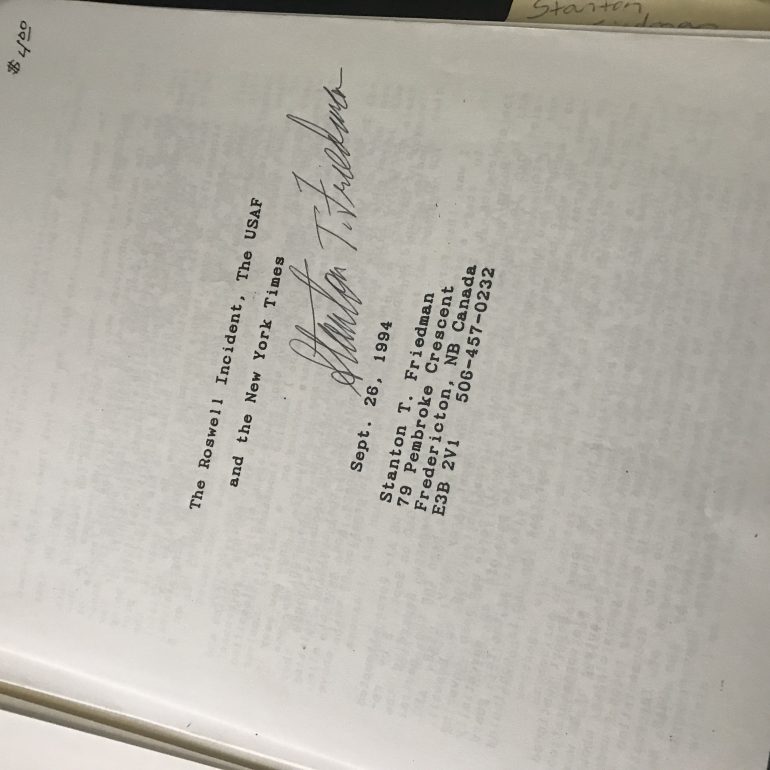 $ 4.00
Stanton
Friedman
The Roswell Incident, The USAF
and the New York Times
Stanton T. Friedman
Sept. 26, 1994
Stanton T. Friedman
79 Pembroke Crescent
Fredericton, NB Canada
E3B 2V1 506-457-0232